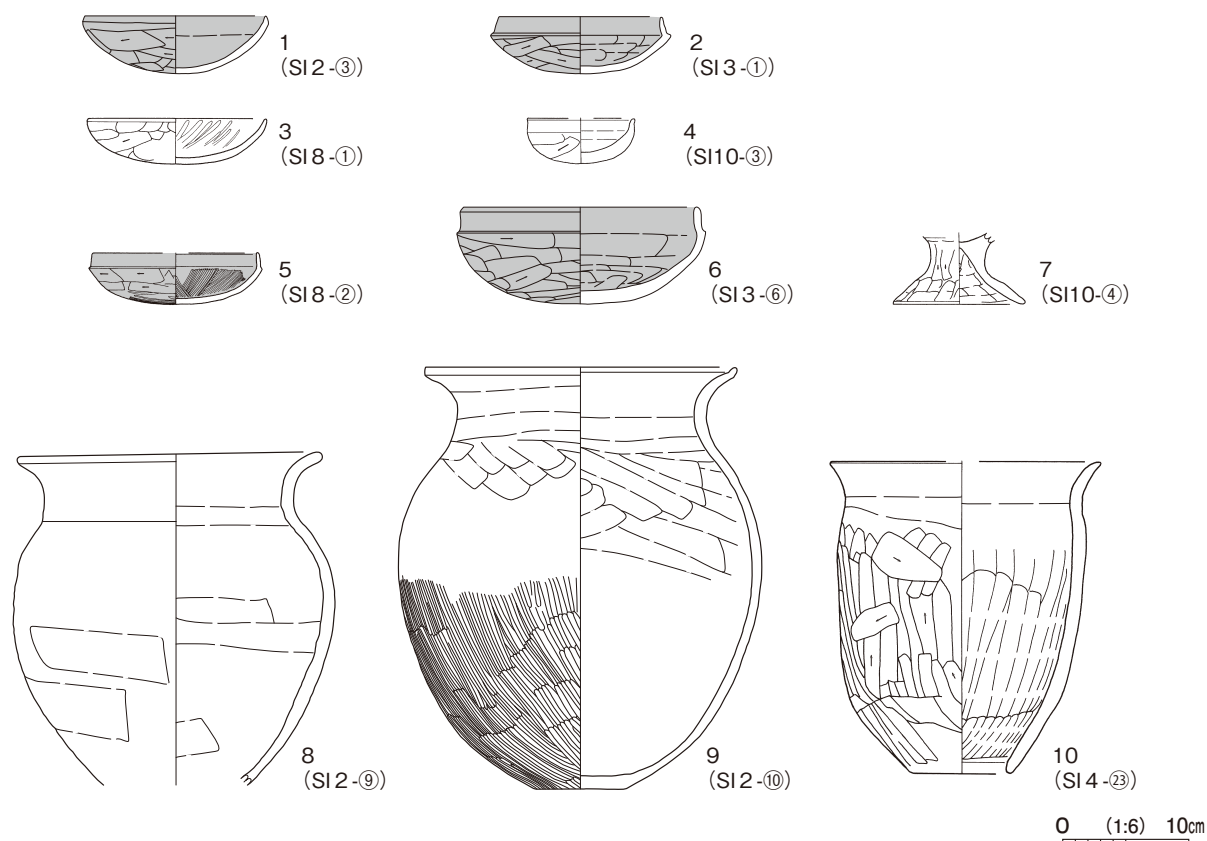 1
(SI2-③)
2
(SI3-①)
3
(SI8-①)
4
(SI10-③)
5
(SI8-②)
6
(SI3-⑥)
7
(SI10-④)
8
(SI2-⑨)
9
(SI2-⑩)
10
(SI4-㉓)
0 (1:6) 10㎝